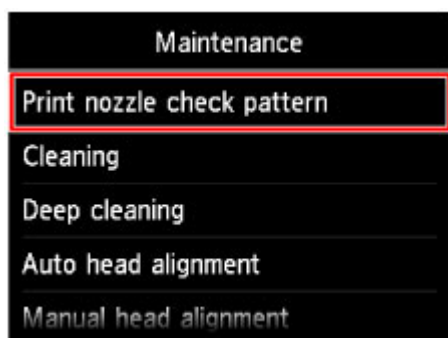 Maintenance
Print nozzle check pattern
Cleaning
Deep cleaning
Auto head alignment
Manual head alignment